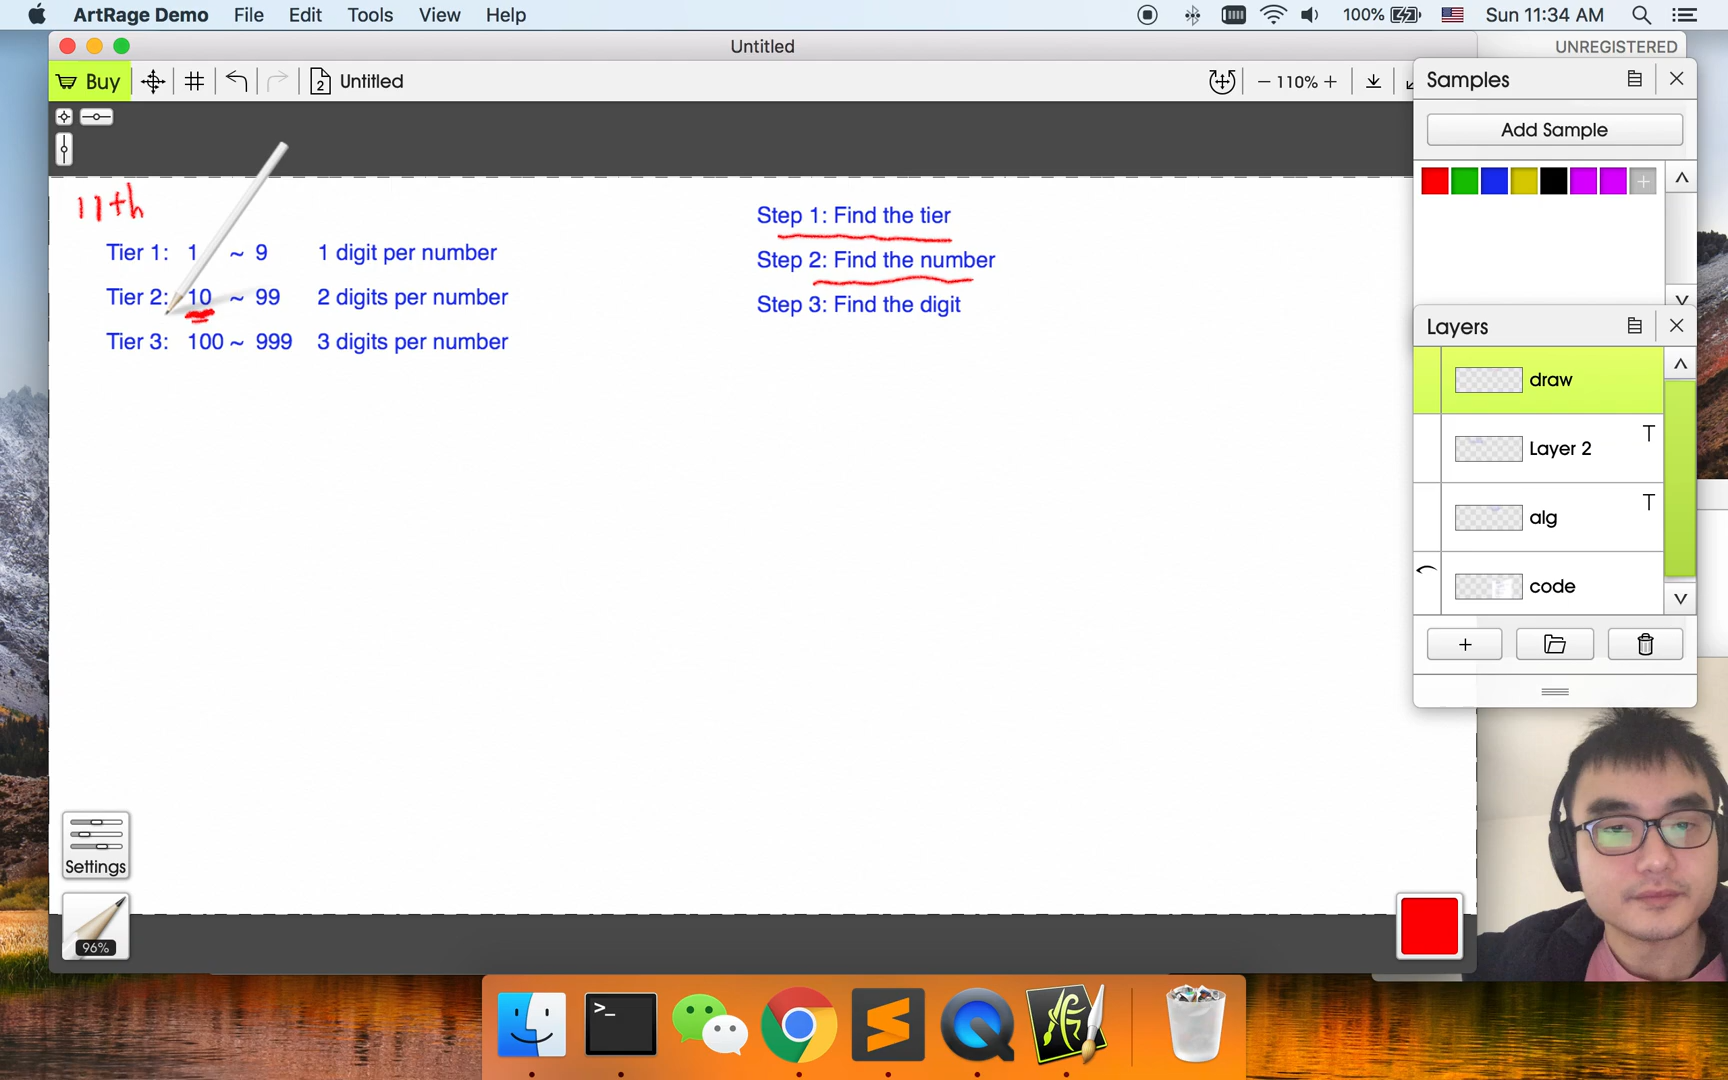 ArtRage Demo File Edit Tools View Help 100% Sun 11:34 AM
Untitled
UNREGISTERED
Buy 2 Untitled 110%
Samples
Add Sample
11th
Tier 1: 1 ~ 9 1 digit per number
Tier 2: 10 ~ 99 2 digits per number
Tier 3: 100 ~ 999 3 digits per number
Step 1: Find the tier
Step 2: Find the number
Step 3: Find the digit
Layers
draw
Layer 2 T
alg T
code
Settings
96%
>_